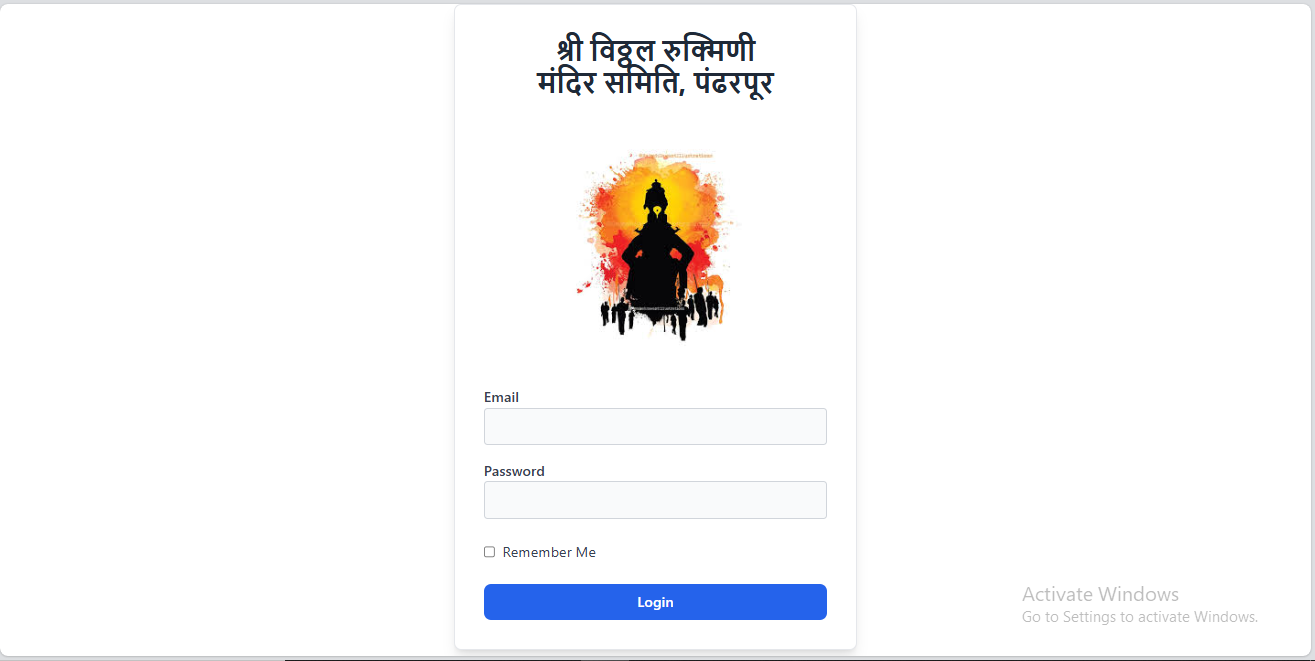 श्री विठ्ठल रुक्मिणी
मंदिर समिति, पंढरपूर
Email
Password
Remember Me
Login
Activate Windows
Go to Settings to activate Windows.